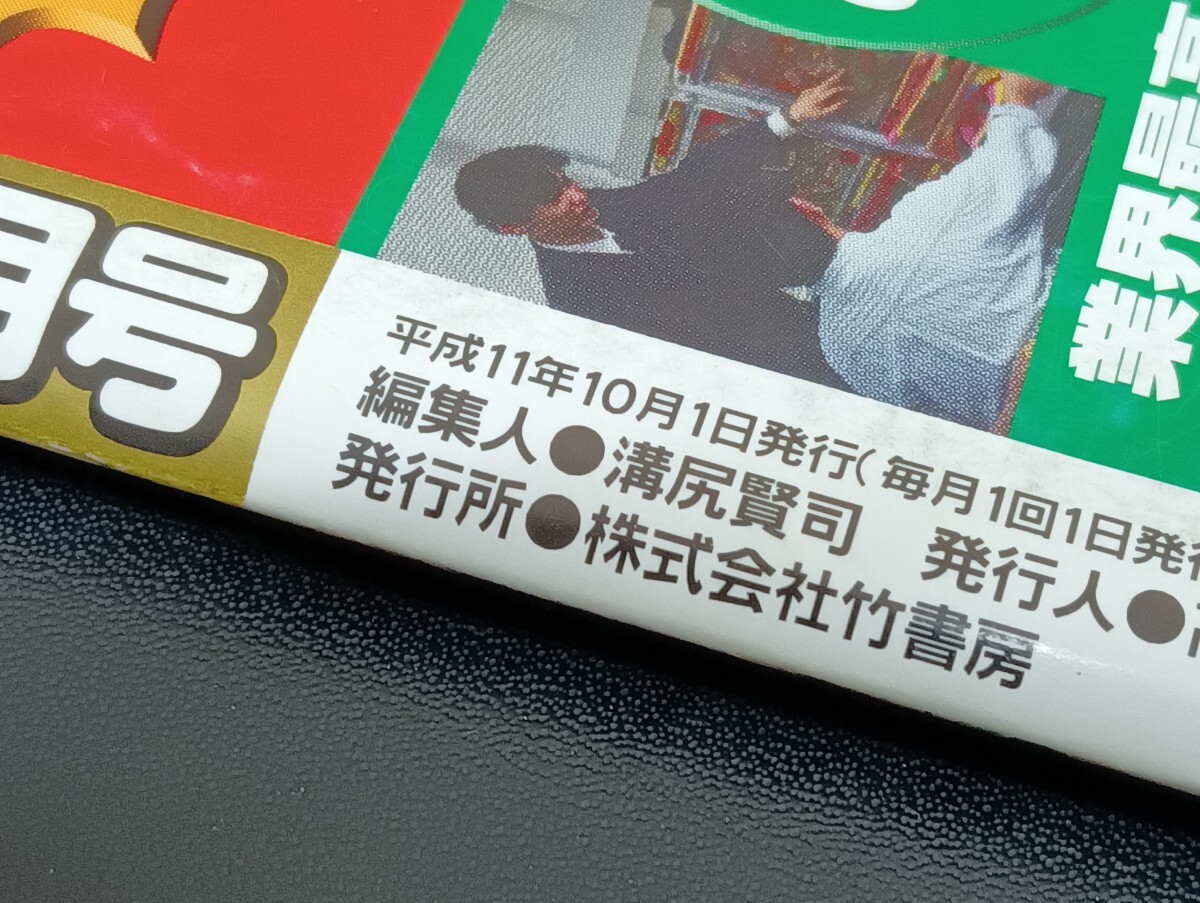 月号
業界最高
平成11年10月1日発行(毎月1回1日発行
編集人●溝尻賢司　発行人●
発行所●株式会社竹書房